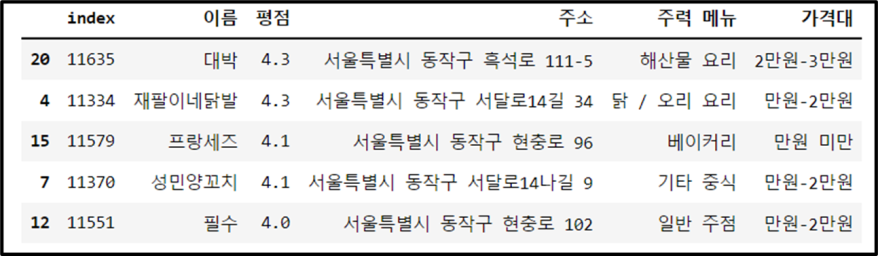 index 이름 평점 주소 주력 메뉴 가격대
20 11635 대박 4.3 서울특별시 동작구 흑석로 111-5 해산물 요리 2만원-3만원
4 11334 재팔이네닭발 4.3 서울특별시 동작구 서달로14길 34 닭 / 오리 요리 만원-2만원
15 11579 프랑세즈 4.1 서울특별시 동작구 현충로 96 베이커리 만원 미만
7 11370 성민양꼬치 4.1 서울특별시 동작구 서달로14나길 9 기타 중식 만원-2만원
12 11551 필수 4.0 서울특별시 동작구 현충로 102 일반 주점 만원-2만원